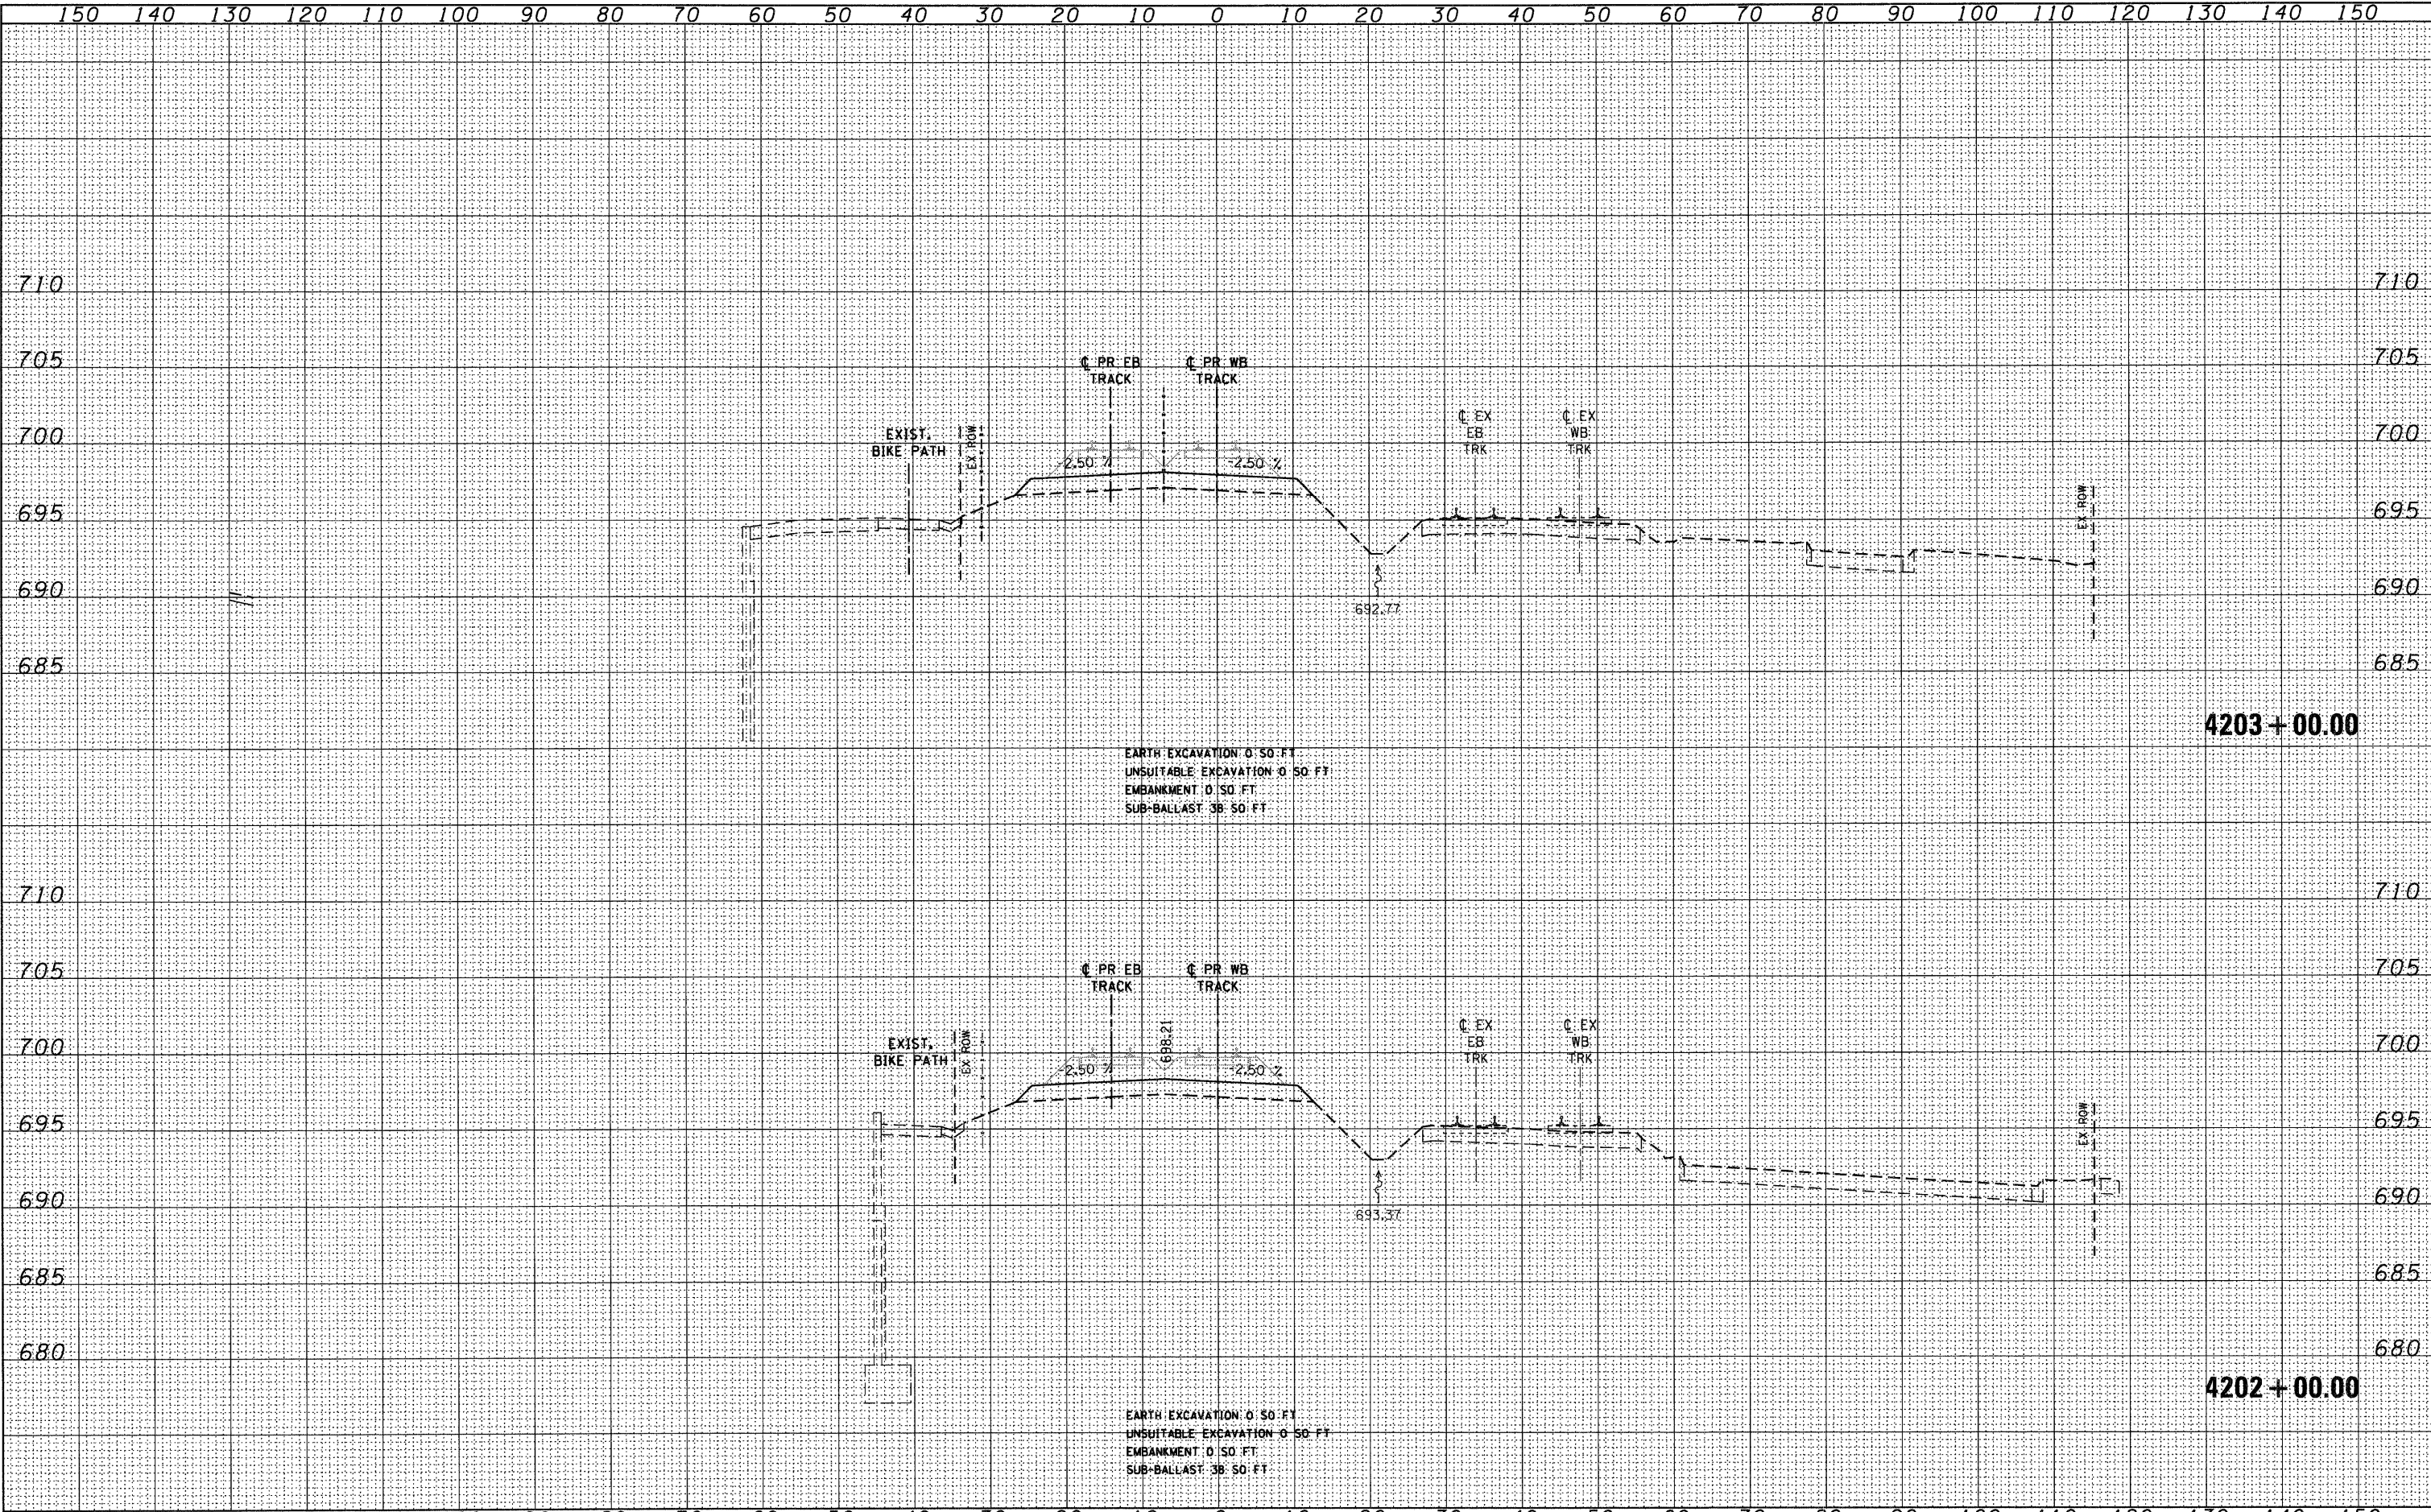 150 140 130 120 110 100 90 80 70 60 50 40 30 20 10 0 10 20 30 40 50 60 70 80 90 100 110 120 130 140 150
710 710
705 705
℄ PR EB
TRACK
℄ PR WB
TRACK
700 700
EXIST.
BIKE PATH
EX ROW
-2.50 %
-2.50 %
℄ EX
EB
TRK
℄ EX
WB
TRK
EX ROW
695 695
690 690
692.77
685 685
4203+00.00
EARTH EXCAVATION 0 SQ FT
UNSUITABLE EXCAVATION 0 SQ FT
EMBANKMENT 0 SQ FT
SUB-BALLAST 38 SQ FT
710 710
705 705
℄ PR EB
TRACK
℄ PR WB
TRACK
698.21
700 700
EXIST.
BIKE PATH
EX ROW
-2.50 %
-2.50 %
℄ EX
EB
TRK
℄ EX
WB
TRK
EX ROW
695 695
690 690
693.37
685 685
680 680
4202+00.00
EARTH EXCAVATION 0 SQ FT
UNSUITABLE EXCAVATION 0 SQ FT
EMBANKMENT 0 SQ FT
SUB-BALLAST 38 SQ FT